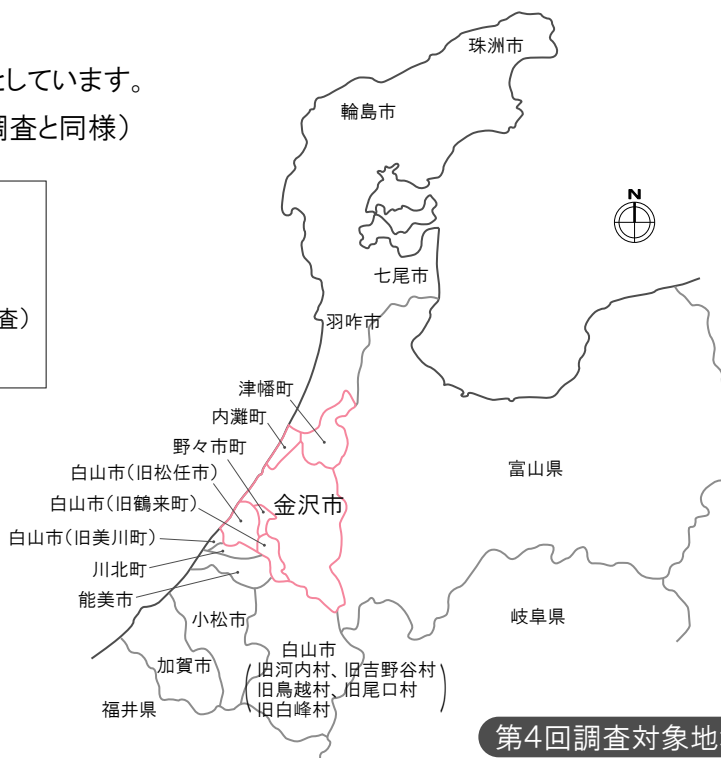 としています。
調査と同様）
査）
珠洲市
輪島市
N
七尾市
羽咋市
津幡町
内灘町
野々市町
白山市（旧松任市）
白山市（旧鶴来町）
白山市（旧美川町）
川北町
能美市
金沢市
富山県
小松市
加賀市
福井県
岐阜県
白山市
（旧河内村、旧吉野谷村
旧鳥越村、旧尾口村
旧白峰村）
第4回調査対象地